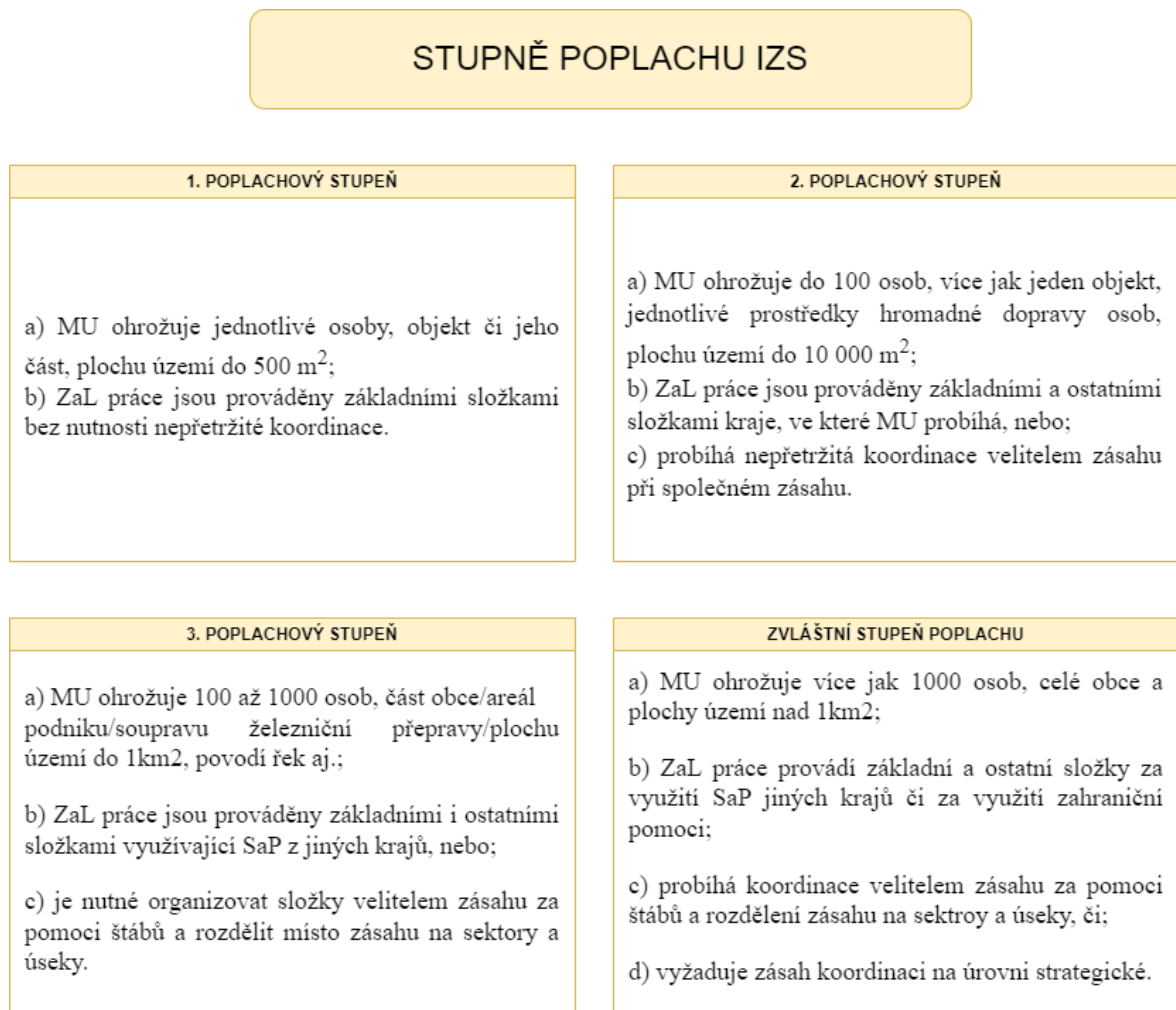 STUPNĚ POPLACHU IZS
1. POPLACHOVÝ STUPEŇ
a) MU ohrožuje jednotlivé osoby, objekt či jeho
část, plochu území do 500 m²;
b) ZaL práce jsou prováděny základními složkami
bez nutnosti nepřetržité koordinace.
2. POPLACHOVÝ STUPEŇ
a) MU ohrožuje do 100 osob, více jak jeden objekt,
jednotlivé prostředky hromadné dopravy osob,
plochu území do 10 000 m²;
b) ZaL práce jsou prováděny základními a ostatními
složkami kraje, ve které MU probíhá, nebo;
c) probíhá nepřetržitá koordinace velitelem zásahu
při společném zásahu.
3. POPLACHOVÝ STUPEŇ
a) MU ohrožuje 100 až 1000 osob, část obce/areál
podniku/soupravu železniční přepravy/plochu
území do 1km2, povodí řek aj.;
b) ZaL práce jsou prováděny základními i ostatními
složkami využívající SaP z jiných krajů, nebo;
c) je nutné organizovat složky velitelem zásahu za
pomoci štábů a rozdělit místo zásahu na sektory a
úseky.
ZVLÁŠTNÍ STUPEŇ POPLACHU
a) MU ohrožuje více jak 1000 osob, celé obce a
plochy území nad 1km2;
b) ZaL práce provádí základní a ostatní složky za
využití SaP jiných krajů či za využití zahraniční
pomoci;
c) probíhá koordinace velitelem zásahu za pomoci
štábů a rozdělení zásahu na sektroy a úseky, či;
d) vyžaduje zásah koordinaci na úrovni strategické.